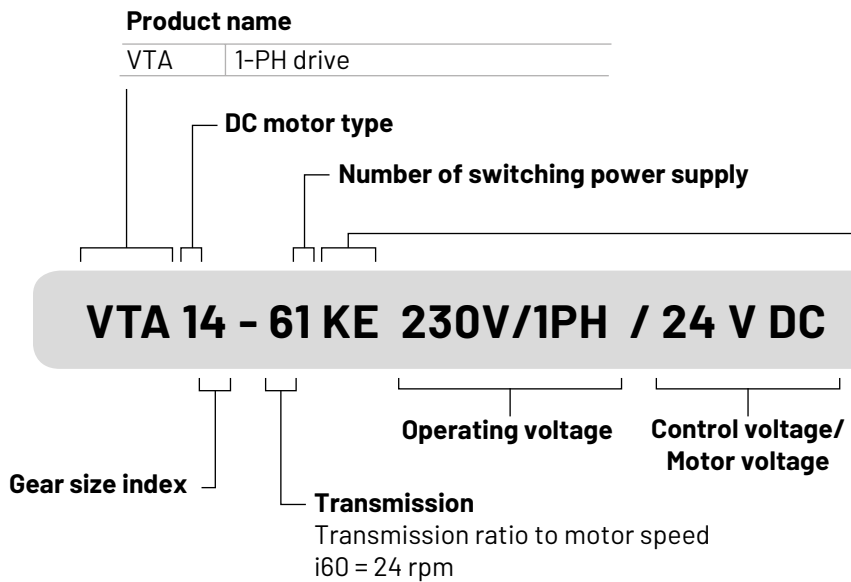 Product name
VTA 1-PH drive
DC motor type
Number of switching power supply
VTA 14 - 61 KE 230V/1PH / 24 V DC
Operating voltage
Control voltage/
Motor voltage
Gear size index
Transmission
Transmission ratio to motor speed
i60 = 24 rpm